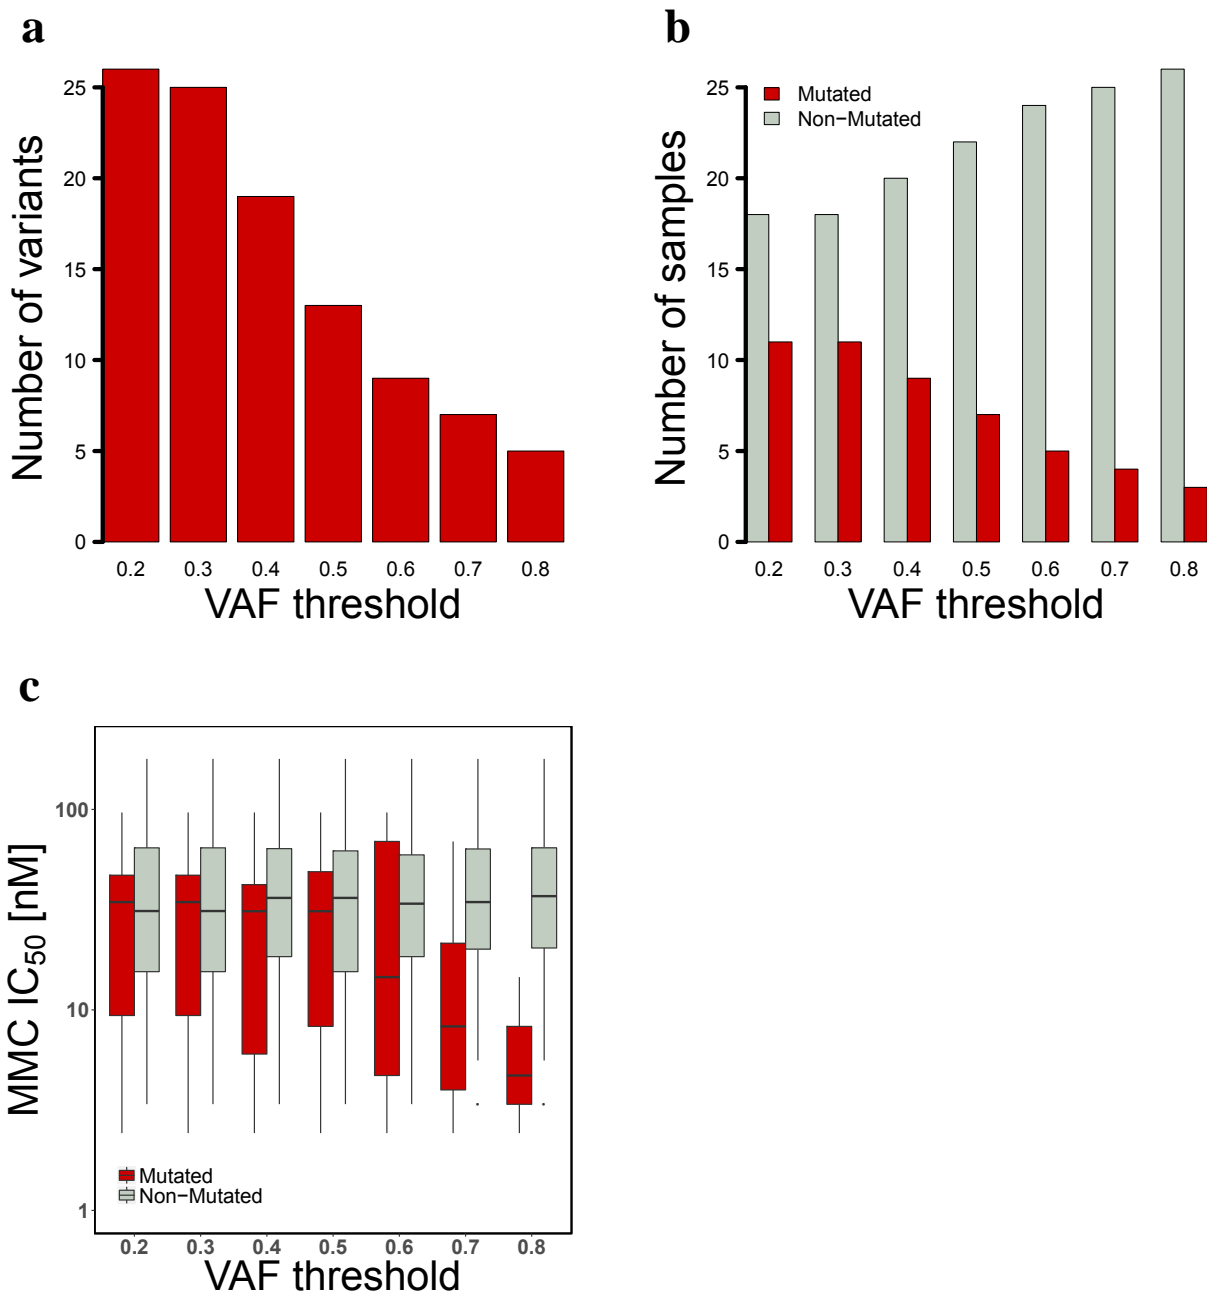 a
Number of variants
25
20
15
10
5
0
0.2 0.3 0.4 0.5 0.6 0.7 0.8
VAF threshold
b
Number of samples
25
20
15
10
5
0
Mutated
Non−Mutated
0.2 0.3 0.4 0.5 0.6 0.7 0.8
VAF threshold
c
MMC IC50 [nM]
100
10
1
Mutated
Non−Mutated
0.2 0.3 0.4 0.5 0.6 0.7 0.8
VAF threshold